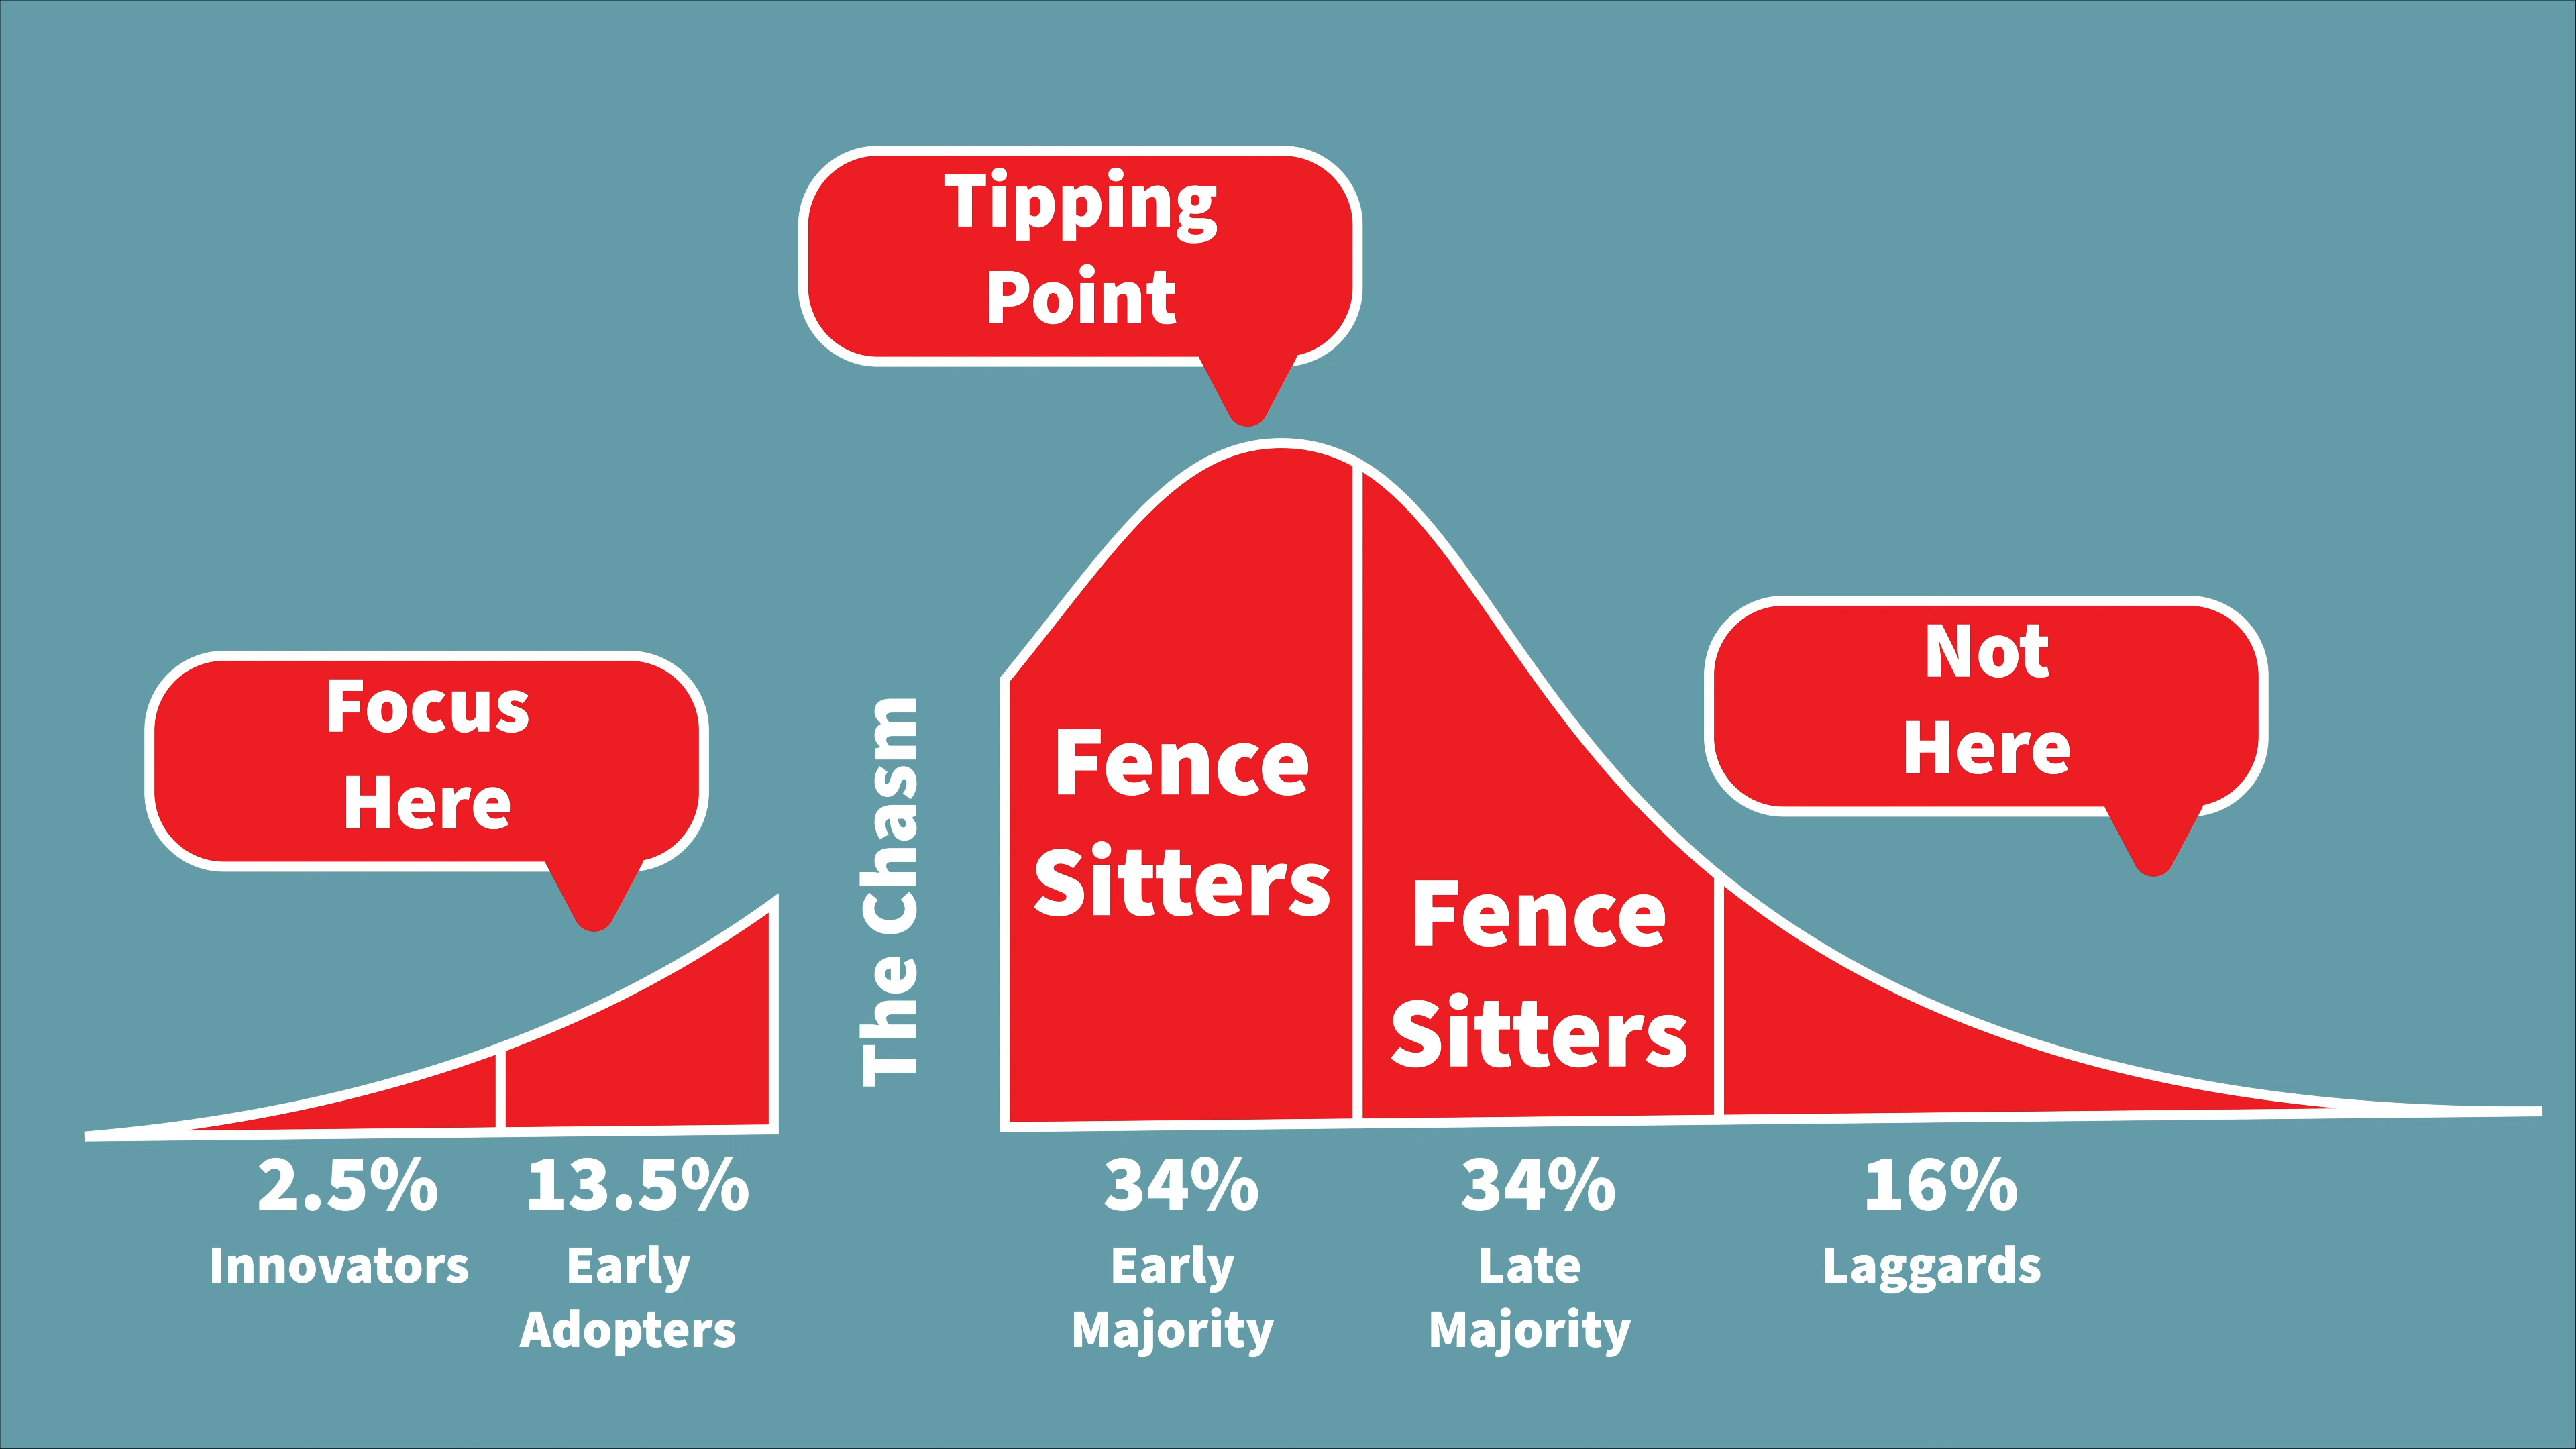 Tipping
Point
Focus
Here
Not
Here
The Chasm
Fence
Sitters
Fence
Sitters
2.5%
Innovators
13.5%
Early
Adopters
34%
Early
Majority
34%
Late
Majority
16%
Laggards